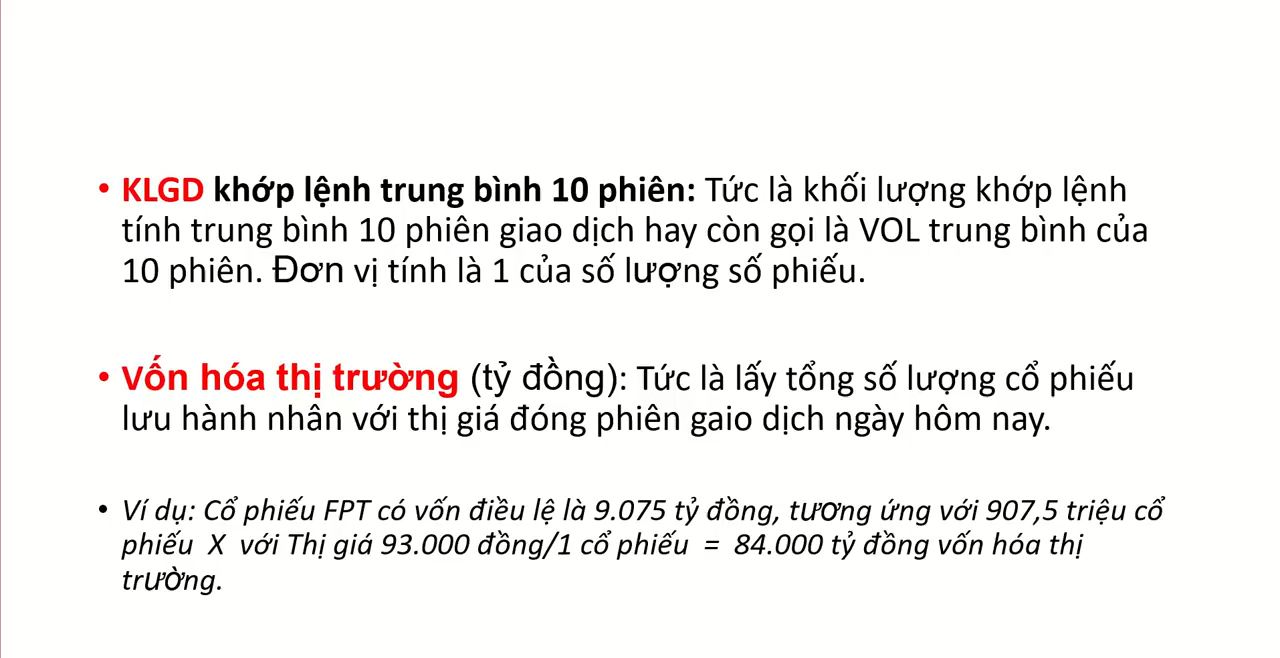 • KLGD khớp lệnh trung bình 10 phiên: Tức là khối lượng khớp lệnh
tính trung bình 10 phiên giao dịch hay còn gọi là VOL trung bình của
10 phiên. Đơn vị tính là 1 của số lượng số phiếu.
• Vốn hóa thị trường (tỷ đồng): Tức là lấy tổng số lượng cổ phiếu
lưu hành nhân với thị giá đóng phiên gaio dịch ngày hôm nay.
• Ví dụ: Cổ phiếu FPT có vốn điều lệ là 9.075 tỷ đồng, tương ứng với 907,5 triệu cổ
phiếu X với Thị giá 93.000 đồng/1 cổ phiếu = 84.000 tỷ đồng vốn hóa thị
trường.